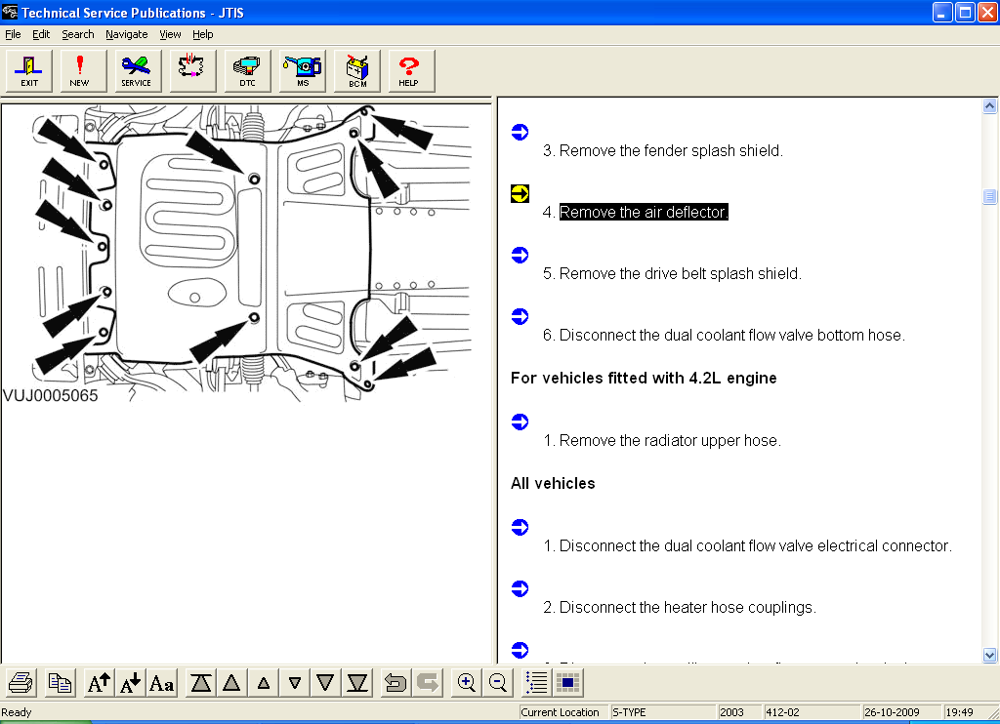 Technical Service Publications - JTIS
File Edit Search Navigate View Help
EXIT NEW SERVICE DTC MS BCM HELP
3. Remove the fender splash shield.
4. Remove the air deflector.
5. Remove the drive belt splash shield.
6. Disconnect the dual coolant flow valve bottom hose.
For vehicles fitted with 4.2L engine
1. Remove the radiator upper hose.
All vehicles
1. Disconnect the dual coolant flow valve electrical connector.
2. Disconnect the heater hose couplings.
VUJ0005065
A A Aa
Ready Current Location S-TYPE 2003 412-02 26-10-2009 19:49